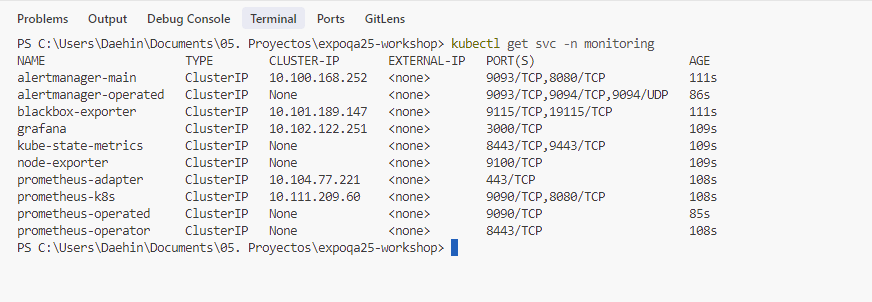 Problems Output Debug Console Terminal Ports GitLens
PS C:\Users\Daehin\Documents\05. Proyectos\expoqa25-workshop> kubectl get svc -n monitoring
NAME TYPE CLUSTER-IP EXTERNAL-IP PORT(S) AGE
alertmanager-main ClusterIP 10.100.168.252 <none> 9093/TCP,8080/TCP 111s
alertmanager-operated ClusterIP None <none> 9093/TCP,9094/TCP,9094/UDP 86s
blackbox-exporter ClusterIP 10.101.189.147 <none> 9115/TCP,19115/TCP 111s
grafana ClusterIP 10.102.122.251 <none> 3000/TCP 109s
kube-state-metrics ClusterIP None <none> 8443/TCP,9443/TCP 109s
node-exporter ClusterIP None <none> 9100/TCP 109s
prometheus-adapter ClusterIP 10.104.77.221 <none> 443/TCP 108s
prometheus-k8s ClusterIP 10.111.209.60 <none> 9090/TCP,8080/TCP 108s
prometheus-operated ClusterIP None <none> 9090/TCP 85s
prometheus-operator ClusterIP None <none> 8443/TCP 108s
PS C:\Users\Daehin\Documents\05. Proyectos\expoqa25-workshop>